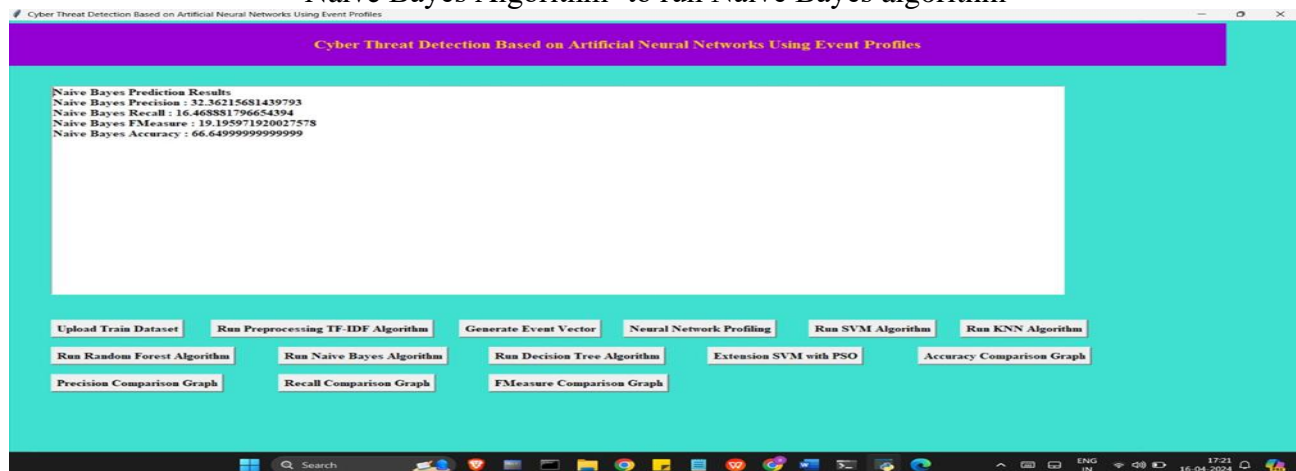 Naive Bayes Algorithm" to run Naive Bayes algorithm
Cyber Threat Detection Based on Artificial Neural Networks Using Event Profiles
Cyber Threat Detection Based on Artificial Neural Networks Using Event Profiles
Naive Bayes Prediction Results
Naive Bayes Precision : 32.36215681439793
Naive Bayes Recall : 16.468881796654394
Naive Bayes FMeasure : 19.195971920027578
Naive Bayes Accuracy : 66.64999999999999
Upload Train Dataset Run Preprocessing TF-IDF Algorithm Generate Event Vector Neural Network Profiling Run SVM Algorithm Run KNN Algorithm
Run Random Forest Algorithm Run Naive Bayes Algorithm Run Decision Tree Algorithm Extension SVM with PSO Accuracy Comparison Graph
Precision Comparison Graph Recall Comparison Graph FMeasure Comparison Graph
Search ENG 17:21
IN 16-04-2024